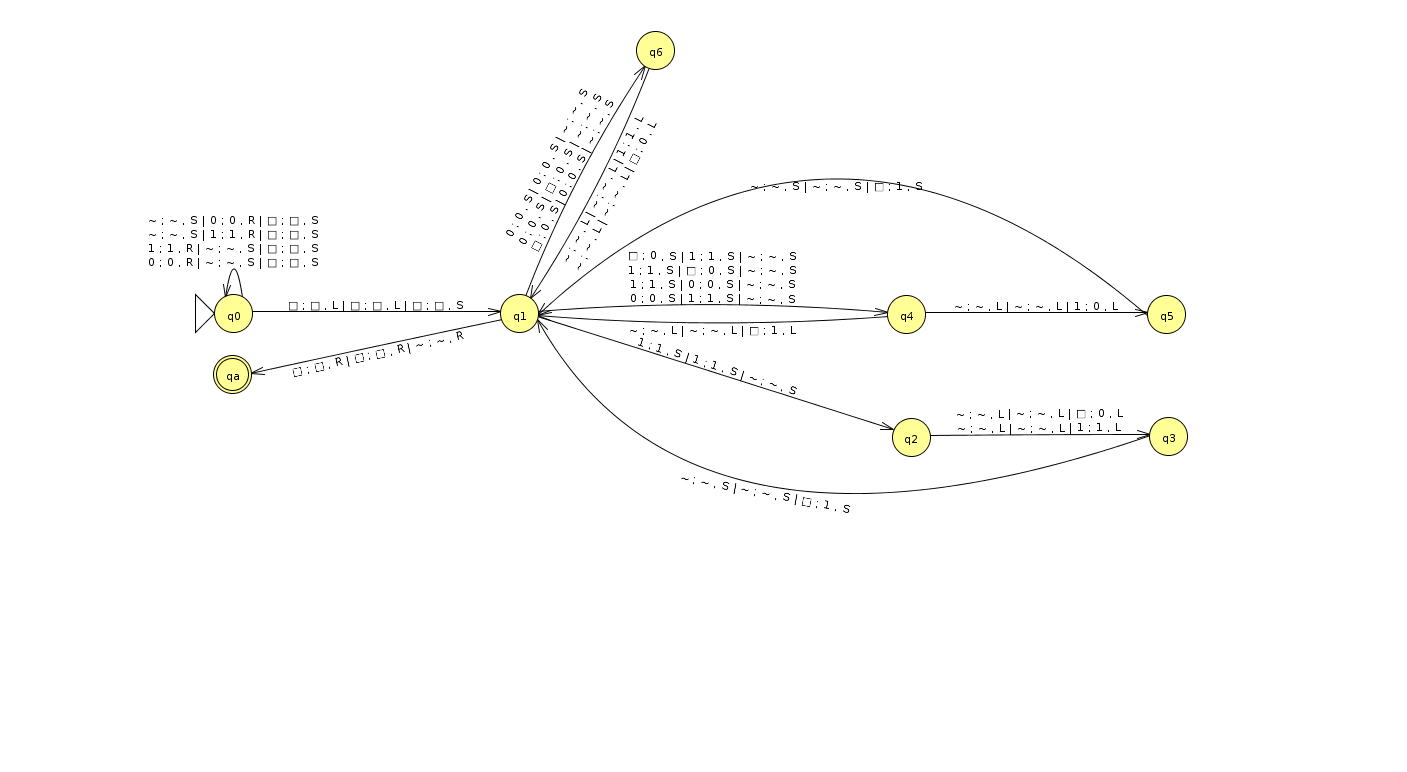 q6
0 ; 0 , S | 0 ; 0 , S | ~ ; ~ , S
0 ; 0 , S | □ ; 0 , S | ~ ; ~ , S
□ ; 0 , S | 0 ; 0 , S | ~ ; ~ , S
~ ; ~ , L | ~ ; ~ , L | 1 ; 1 , L
~ ; ~ , L | ~ ; ~ , L | □ ; 0 , L
~ ; ~ , S | ~ ; ~ , S | □ ; 1 , S
~ ; ~ , S | 0 ; 0 , R | □ ; □ , S
~ ; ~ , S | 1 ; 1 , R | □ ; □ , S
1 ; 1 , R | ~ ; ~ , S | □ ; □ , S
0 ; 0 , R | ~ ; ~ , S | □ ; □ , S
□ ; 0 , S | 1 ; 1 , S | ~ ; ~ , S
1 ; 1 , S | □ ; 0 , S | ~ ; ~ , S
1 ; 1 , S | 0 ; 0 , S | ~ ; ~ , S
0 ; 0 , S | 1 ; 1 , S | ~ ; ~ , S
q0
□ ; □ , L | □ ; □ , L | □ ; □ , S
q1
q4
~ ; ~ , L | ~ ; ~ , L | 1 ; 0 , L
q5
~ ; ~ , L | ~ ; ~ , L | □ ; 1 , L
□ ; □ , R | □ ; □ , R | ~ ; ~ , R
qa
1 ; 1 , S | 1 ; 1 , S | ~ ; ~ , S
~ ; ~ , L | ~ ; ~ , L | □ ; 0 , L
~ ; ~ , L | ~ ; ~ , L | 1 ; 1 , L
q2
q3
~ ; ~ , S | ~ ; ~ , S | □ ; 1 , S